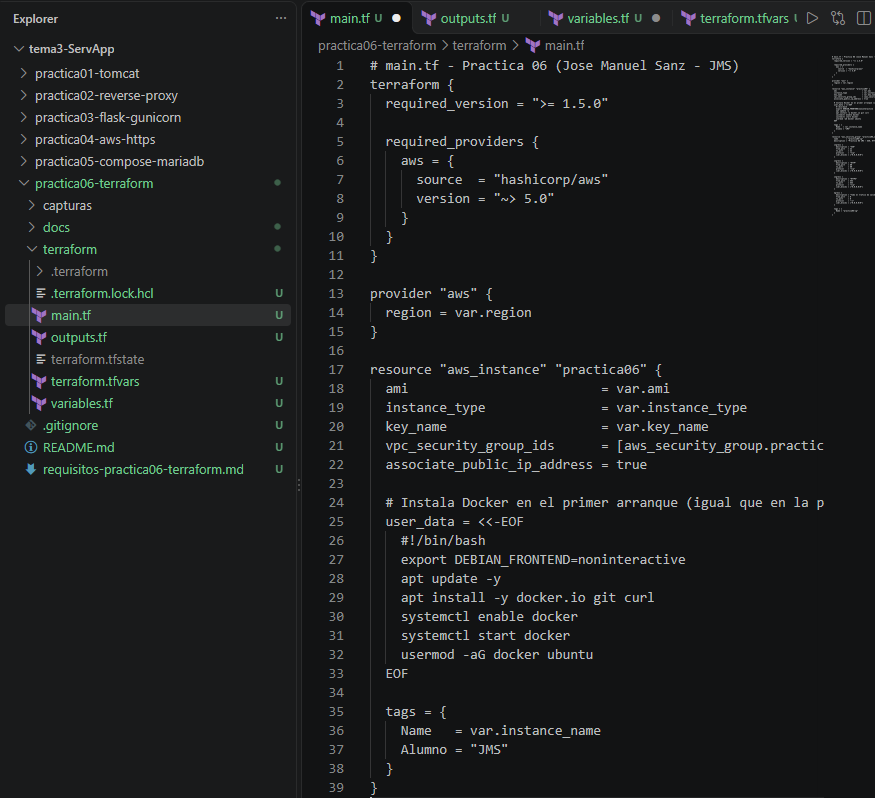 Explorer
tema3-ServApp
practica01-tomcat
practica02-reverse-proxy
practica03-flask-gunicorn
practica04-aws-https
practica05-compose-mariadb
practica06-terraform
capturas
docs
terraform
.terraform
.terraform.lock.hcl U
main.tf U
outputs.tf U
terraform.tfstate
terraform.tfvars U
variables.tf U
.gitignore U
README.md U
requisitos-practica06-terraform.md U
main.tf U outputs.tf U variables.tf U terraform.tfvars U
practica06-terraform > terraform > main.tf
1 # main.tf - Practica 06 (Jose Manuel Sanz - JMS)
2 terraform {
3   required_version = ">= 1.5.0"
4
5   required_providers {
6     aws = {
7       source  = "hashicorp/aws"
8       version = "~> 5.0"
9     }
10   }
11 }
12
13 provider "aws" {
14   region = var.region
15 }
16
17 resource "aws_instance" "practica06" {
18   ami                         = var.ami
19   instance_type               = var.instance_type
20   key_name                    = var.key_name
21   vpc_security_group_ids      = [aws_security_group.practic
22   associate_public_ip_address = true
23
24   # Instala Docker en el primer arranque (igual que en la p
25   user_data = <<-EOF
26     #!/bin/bash
27     export DEBIAN_FRONTEND=noninteractive
28     apt update -y
29     apt install -y docker.io git curl
30     systemctl enable docker
31     systemctl start docker
32     usermod -aG docker ubuntu
33   EOF
34
35   tags = {
36     Name   = var.instance_name
37     Alumno = "JMS"
38   }
39 }